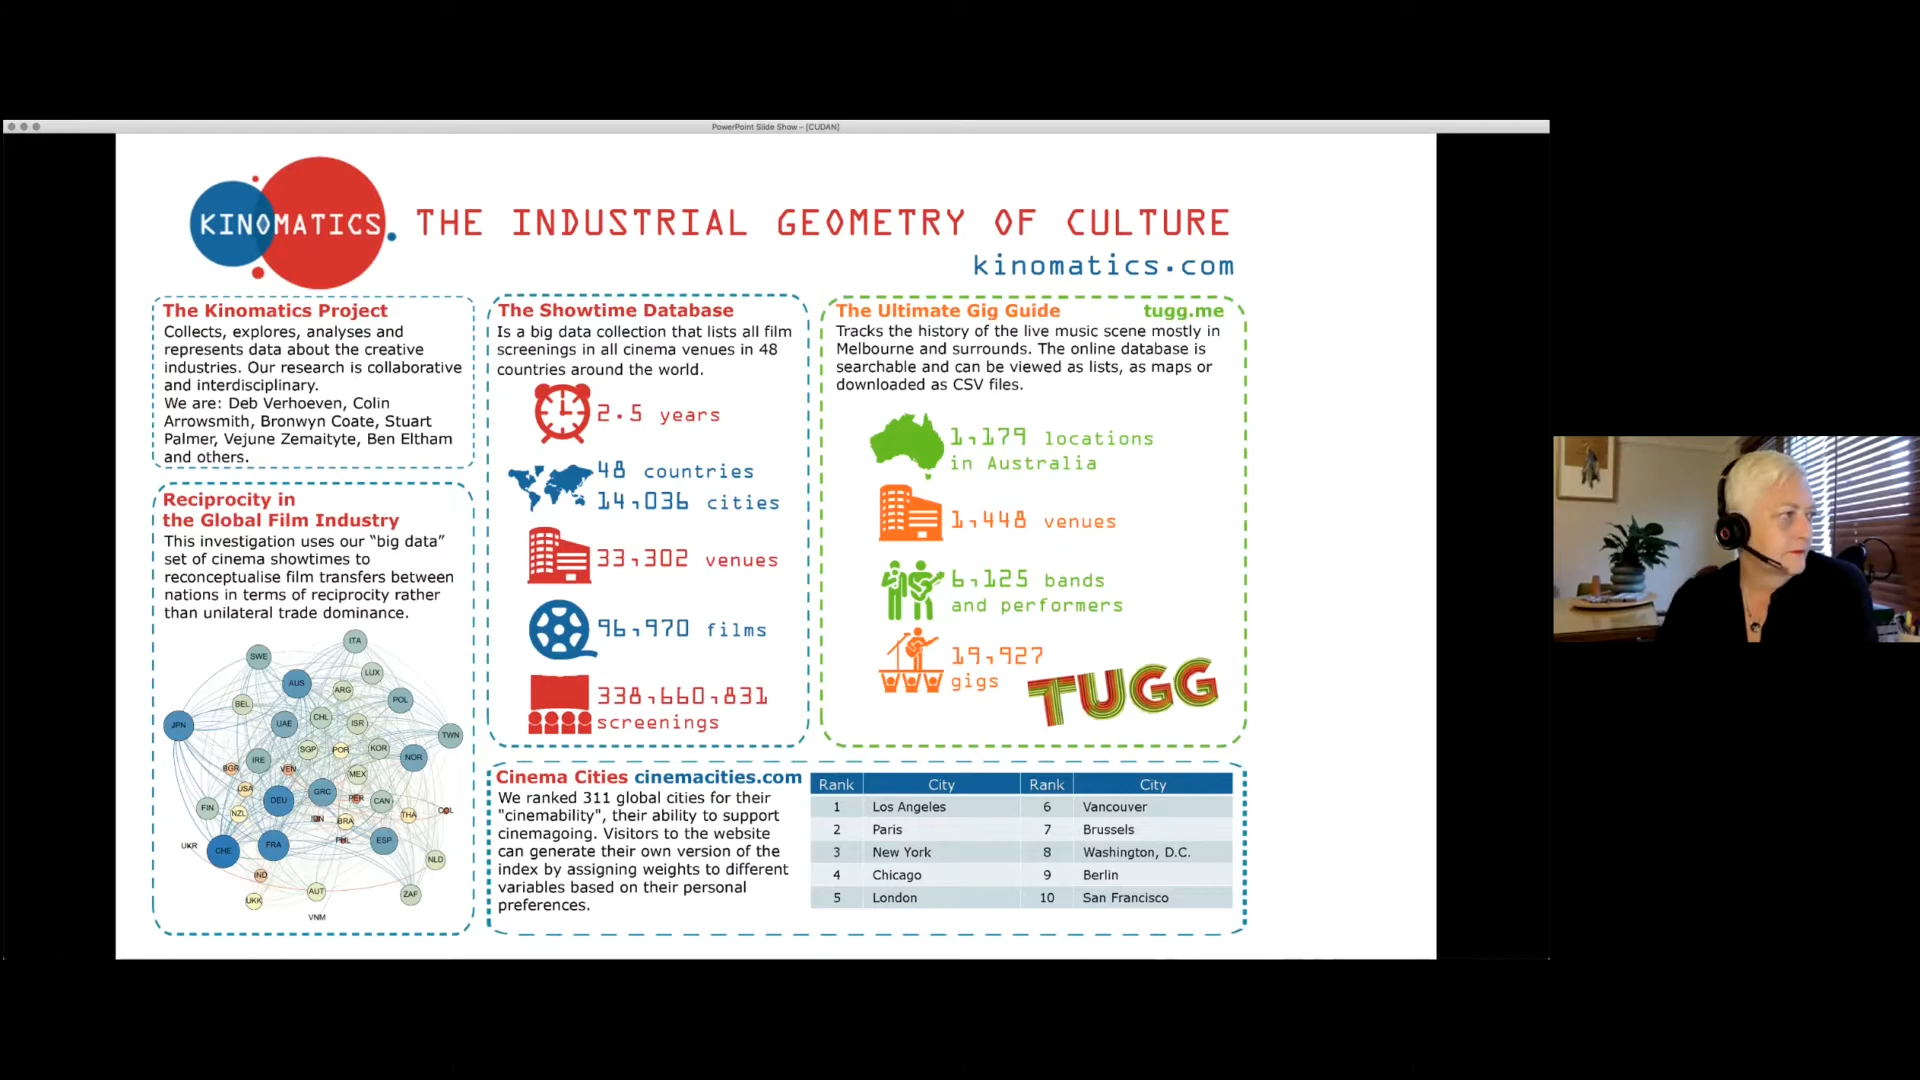 PowerPoint Slide Show - [CUDAN]
KINOMATICS.
THE INDUSTRIAL GEOMETRY OF CULTURE
kinomatics.com
The Kinomatics Project
Collects, explores, analyses and
represents data about the creative
industries. Our research is collaborative
and interdisciplinary.
We are: Deb Verhoeven, Colin
Arrowsmith, Bronwyn Coate, Stuart
Palmer, Vejune Zemaityte, Ben Eltham
and others.
Reciprocity in
the Global Film Industry
This investigation uses our “big data”
set of cinema showtimes to
reconceptualise film transfers between
nations in terms of reciprocity rather
than unilateral trade dominance.
ITA
SWE
LUX
AUS
ARG
POL
BEL
CHL
JPN
UAE
ISR
TWN
SGP
POR
KOR
NOR
IRE
BGR
VEN
MEX
USA
DEU
GRC
PER
CAN
FIN
NZL
BRA
THA
COL
UKR
CHE
FRA
ESP
NLD
IND
AUT
ZAF
UKK
VNM
The Showtime Database
Is a big data collection that lists all film
screenings in all cinema venues in 48
countries around the world.
2.5 years
48 countries
14,036 cities
33,302 venues
96,970 films
338,660,831
screenings
The Ultimate Gig Guide
tugg.me
Tracks the history of the live music scene mostly in
Melbourne and surrounds. The online database is
searchable and can be viewed as lists, as maps or
downloaded as CSV files.
1,179 locations
in Australia
1,448 venues
6,125 bands
and performers
19,927
gigs
TUGG
Cinema Cities cinemacities.com
We ranked 311 global cities for their
"cinemability", their ability to support
cinemagoing. Visitors to the website
can generate their own version of the
index by assigning weights to different
variables based on their personal
preferences.
Rank City Rank City
1 Los Angeles 6 Vancouver
2 Paris 7 Brussels
3 New York 8 Washington, D.C.
4 Chicago 9 Berlin
5 London 10 San Francisco